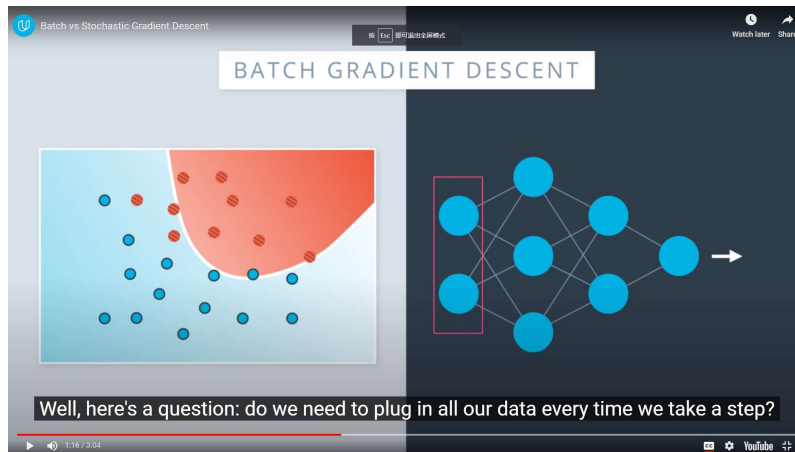 Batch vs Stochastic Gradient Descent
按 Esc 即可退出全屏模式
Watch later
Share
BATCH GRADIENT DESCENT
Well, here's a question: do we need to plug in all our data every time we take a step?
1:16 / 3:04
CC
YouTube